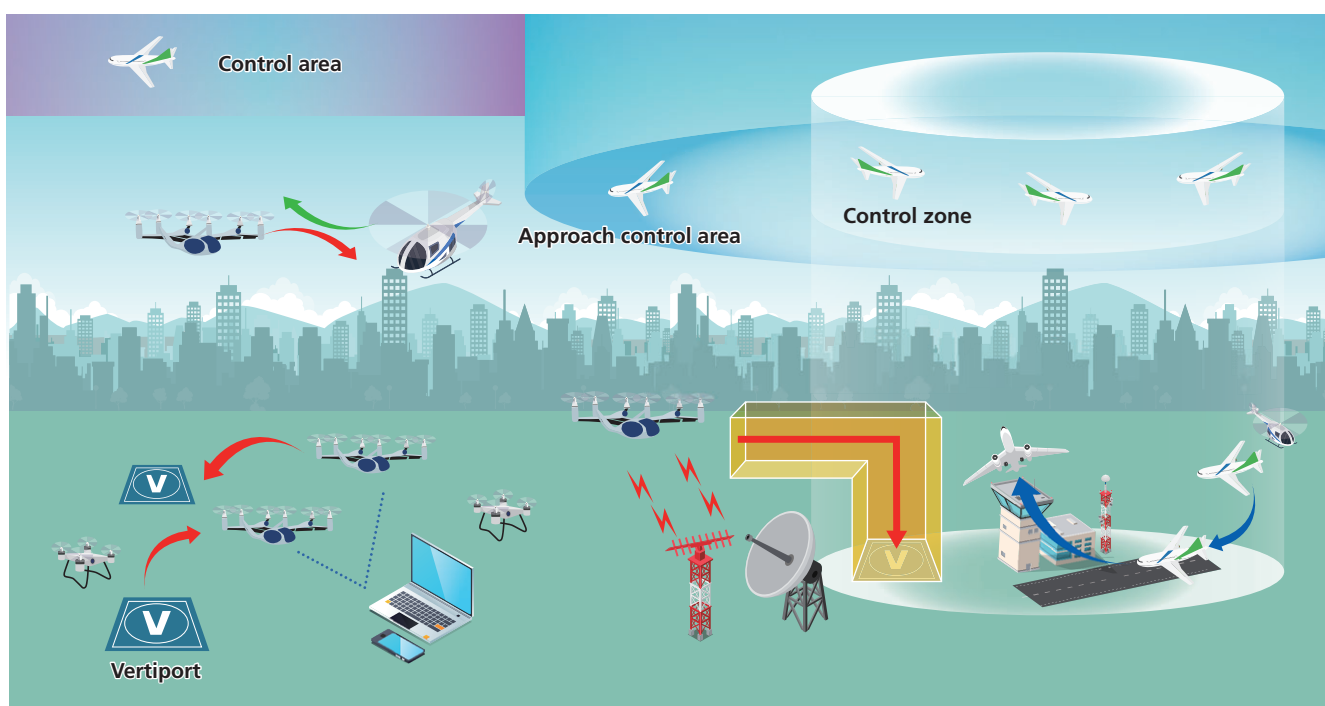 Control area
Control zone
Approach control area
V
V
V
Vertiport